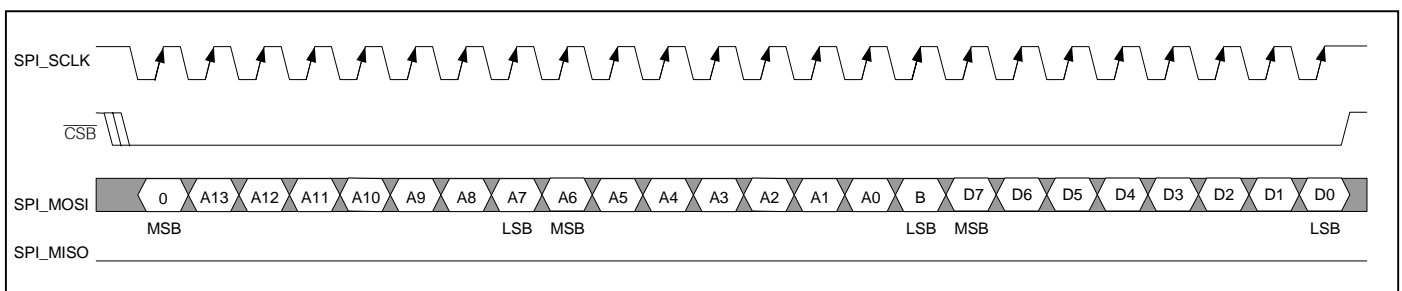 SPI_SCLK
CSB
SPI_MOSI 0 A13 A12 A11 A10 A9 A8 A7 A6 A5 A4 A3 A2 A1 A0 B D7 D6 D5 D4 D3 D2 D1 D0
MSB LSB MSB LSB MSB LSB
SPI_MISO